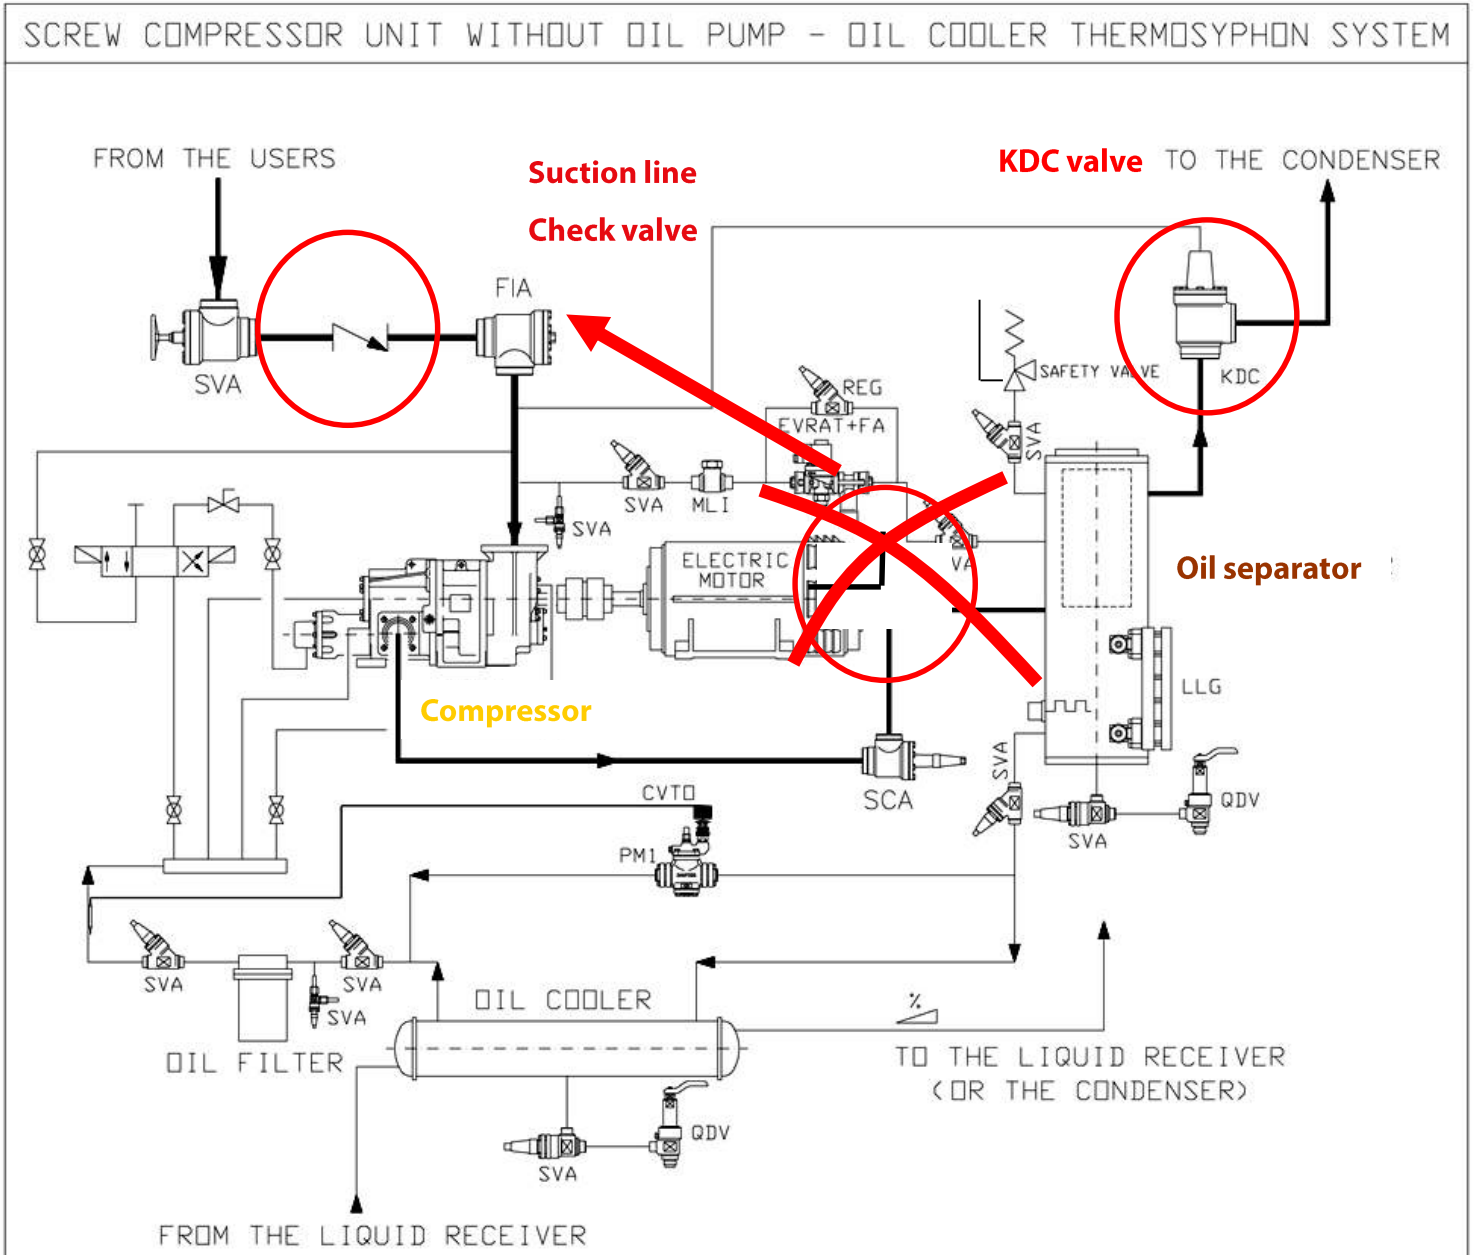 SCREW COMPRESSOR UNIT WITHOUT OIL PUMP - OIL COOLER THERMOSYPHON SYSTEM
FROM THE USERS
Suction line
Check valve
KDC valve
TO THE CONDENSER
FIA
SVA
KDC
SAFETY VALVE
REG
EVRAT+FA
SVA
SVA
MLI
SVA
ELECTRIC
MOTOR
VA
Oil separator
Compressor
LLG
SVA
SCA
QDV
SVA
CVTO
PM1
SVA
SVA
SVA
OIL FILTER
OIL COOLER
%
TO THE LIQUID RECEIVER
(OR THE CONDENSER)
QDV
SVA
FROM THE LIQUID RECEIVER